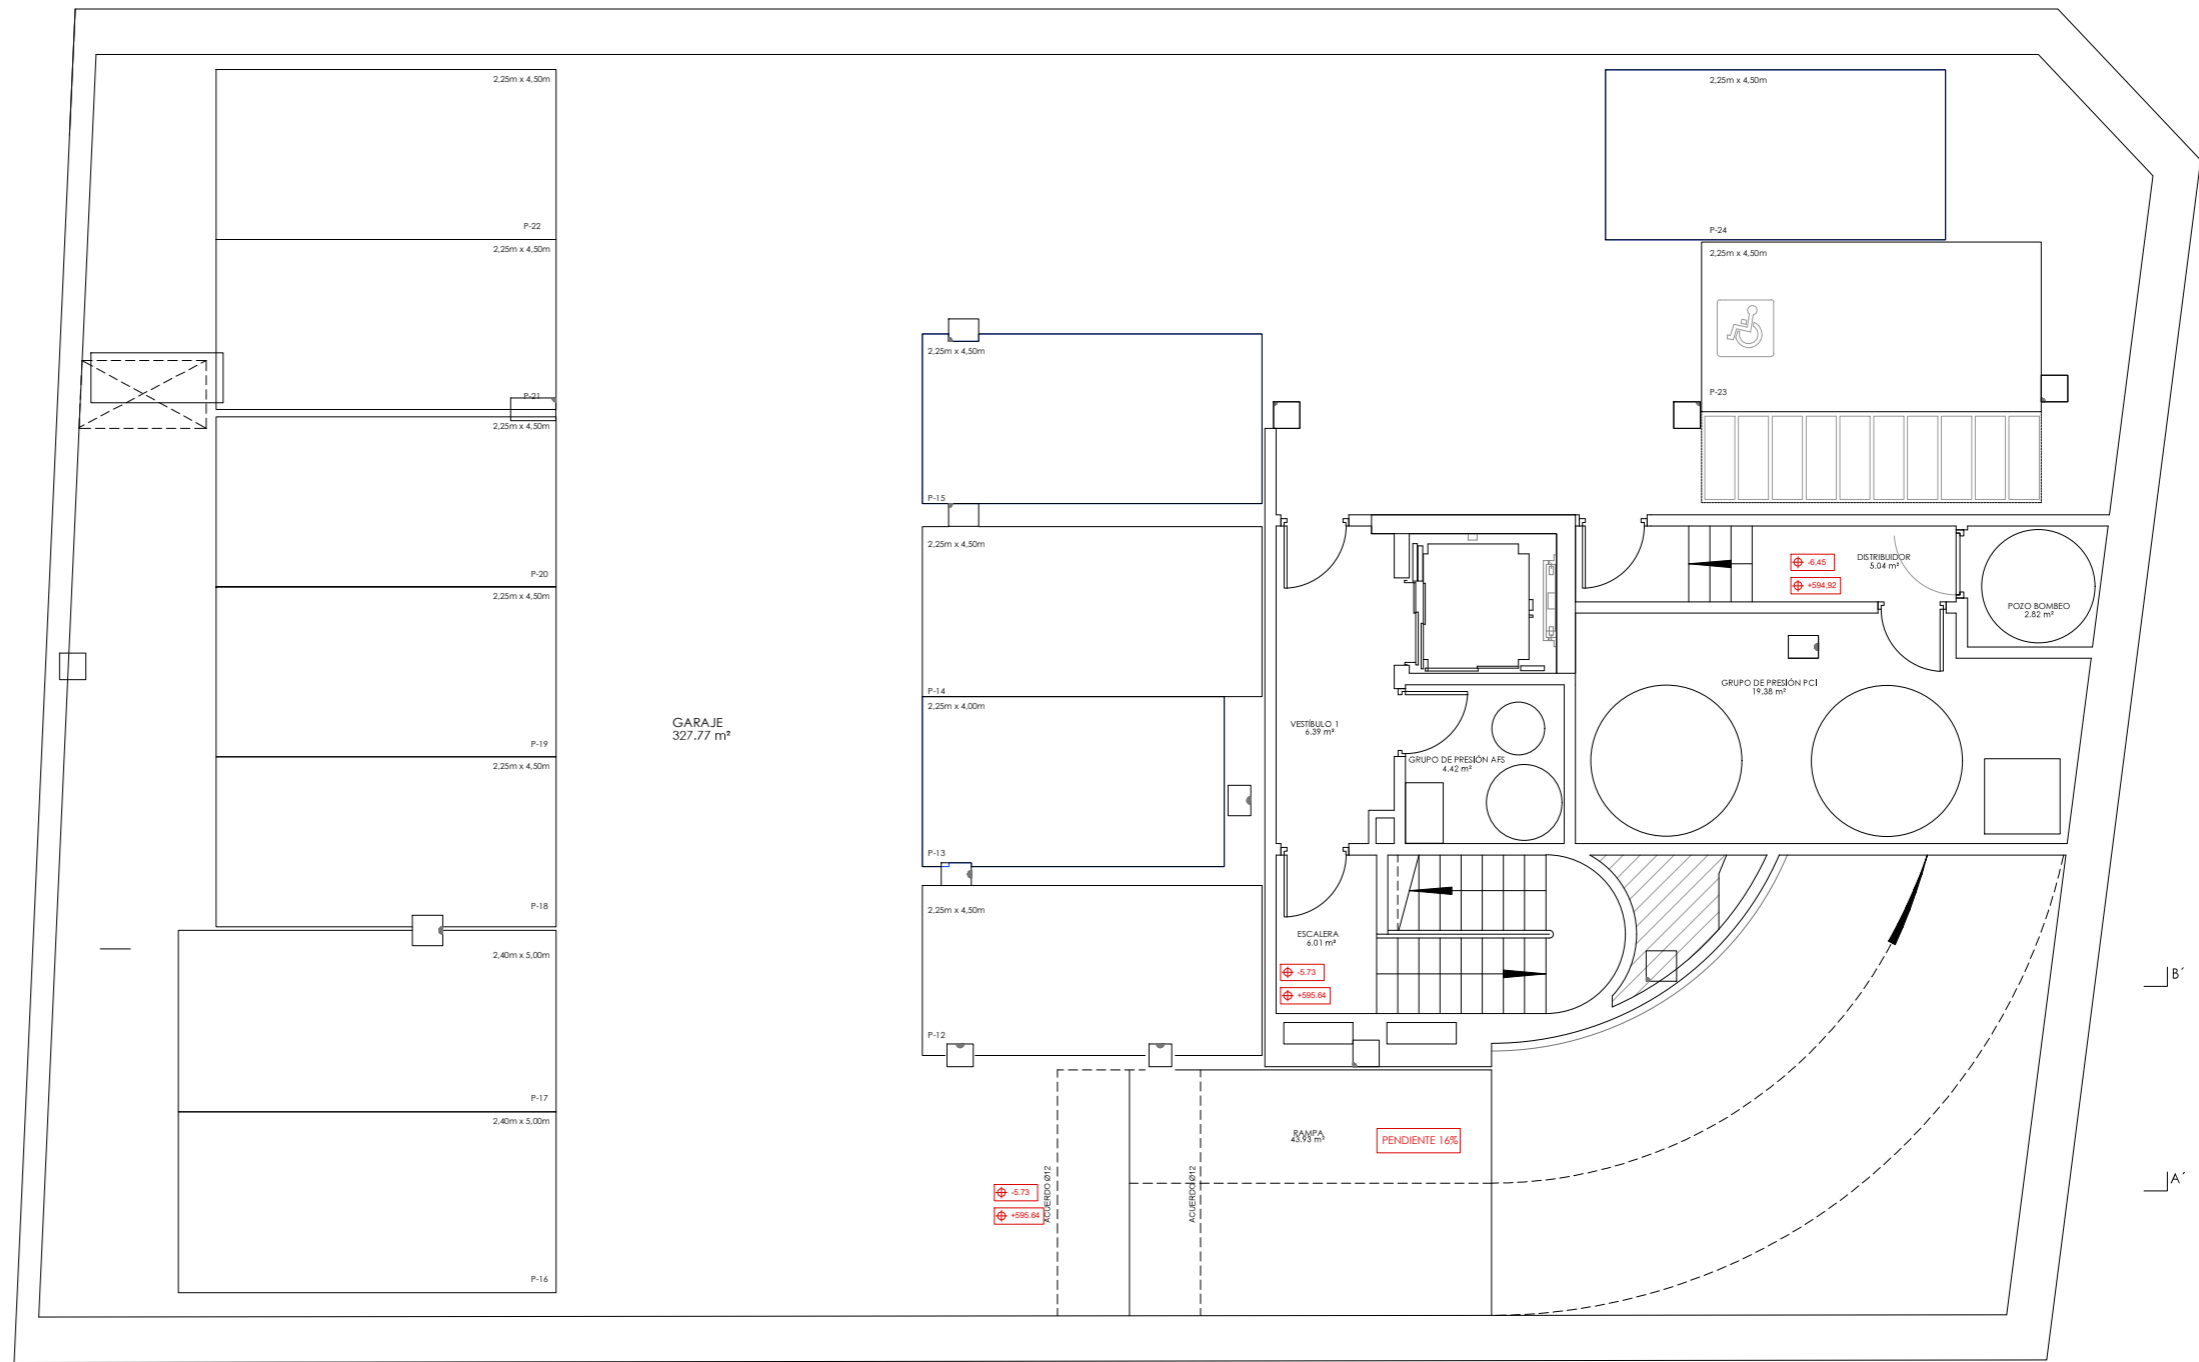 2,25m x 4,50m
P-22
2,25m x 4,50m
P-21
2,25m x 4,50m
P-20
2,25m x 4,50m
P-19
2,25m x 4,50m
P-18
2,40m x 5,00m
P-17
2,40m x 5,00m
P-16
GARAJE
327.77 m²
2,25m x 4,50m
P-15
2,25m x 4,50m
P-14
2,25m x 4,00m
P-13
2,25m x 4,50m
P-12
2,25m x 4,50m
P-24
2,25m x 4,50m
P-23
-6,45
+594,92
DISTRIBUIDOR
5.04 m²
POZO BOMBEO
2.82 m²
GRUPO DE PRESIÓN PCI
19.38 m²
VESTÍBULO 1
6.39 m²
GRUPO DE PRESIÓN AFS
4.42 m²
ESCALERA
6.01 m²
-5.73
+595.64
RAMPA
43.93 m²
PENDIENTE 16%
-5.73
+595.64
ACUERDO Ø12
ACUERDO Ø12
B´
A´